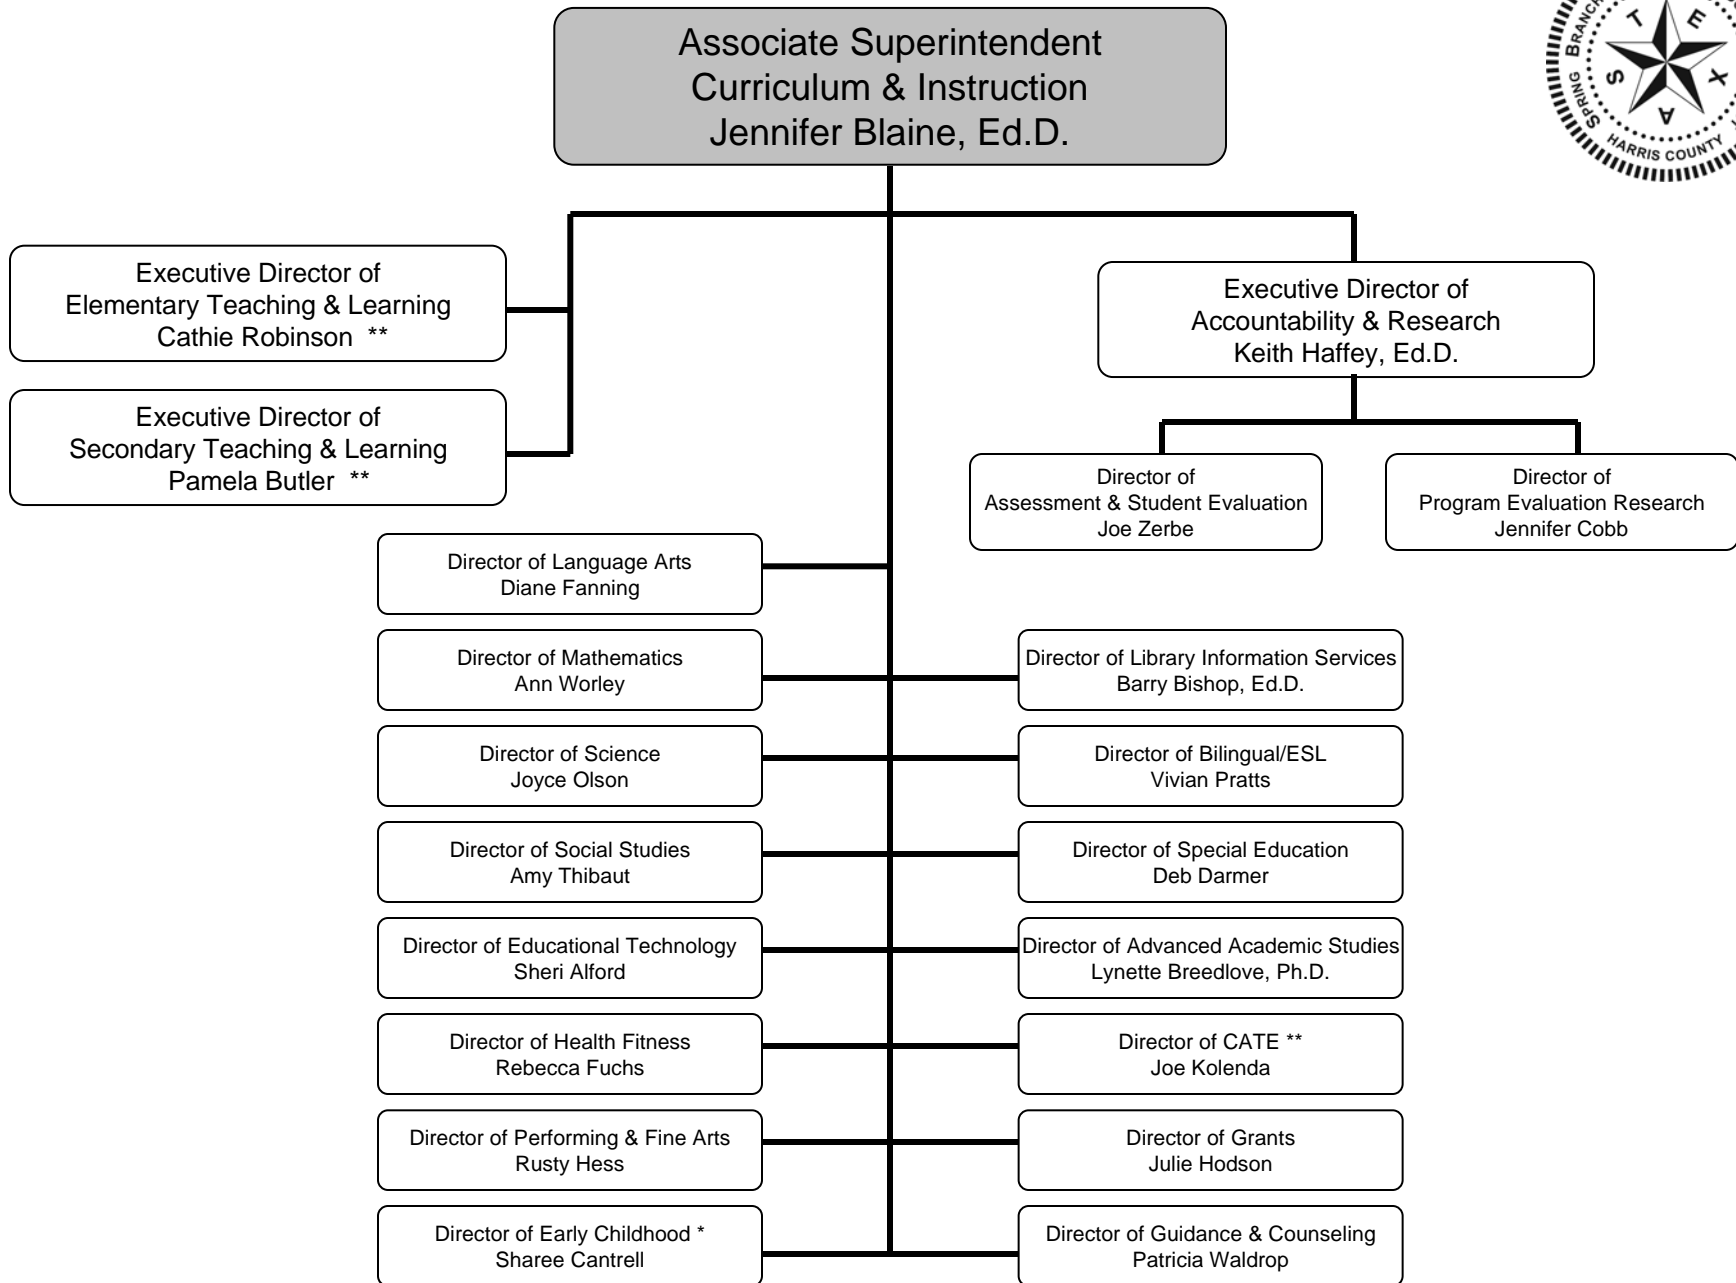 Associate Superintendent
Curriculum & Instruction
Jennifer Blaine, Ed.D.
SPRING BRANCH
TEXAS
HARRIS COUNTY
Executive Director of
Elementary Teaching & Learning
Cathie Robinson **
Executive Director of
Secondary Teaching & Learning
Pamela Butler **
Executive Director of
Accountability & Research
Keith Haffey, Ed.D.
Director of
Assessment & Student Evaluation
Joe Zerbe
Director of
Program Evaluation Research
Jennifer Cobb
Director of Language Arts
Diane Fanning
Director of Mathematics
Ann Worley
Director of Library Information Services
Barry Bishop, Ed.D.
Director of Science
Joyce Olson
Director of Bilingual/ESL
Vivian Pratts
Director of Social Studies
Amy Thibaut
Director of Special Education
Deb Darmer
Director of Educational Technology
Sheri Alford
Director of Advanced Academic Studies
Lynette Breedlove, Ph.D.
Director of Health Fitness
Rebecca Fuchs
Director of CATE **
Joe Kolenda
Director of Performing & Fine Arts
Rusty Hess
Director of Grants
Julie Hodson
Director of Early Childhood *
Sharee Cantrell
Director of Guidance & Counseling
Patricia Waldrop